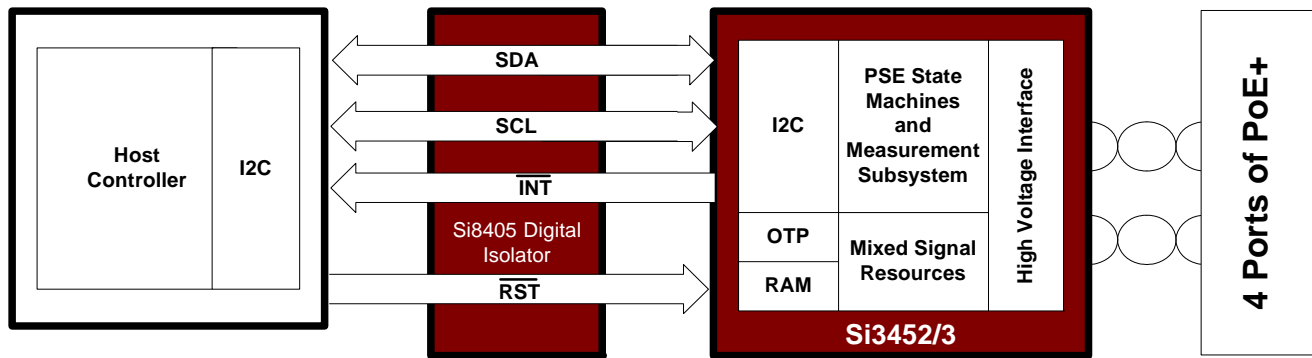 Host
Controller
I2C
SDA
SCL
INT
Si8405 Digital
Isolator
RST
I2C
PSE State
Machines
and
Measurement
Subsystem
OTP
RAM
Mixed Signal
Resources
High Voltage Interface
Si3452/3
4 Ports of PoE+